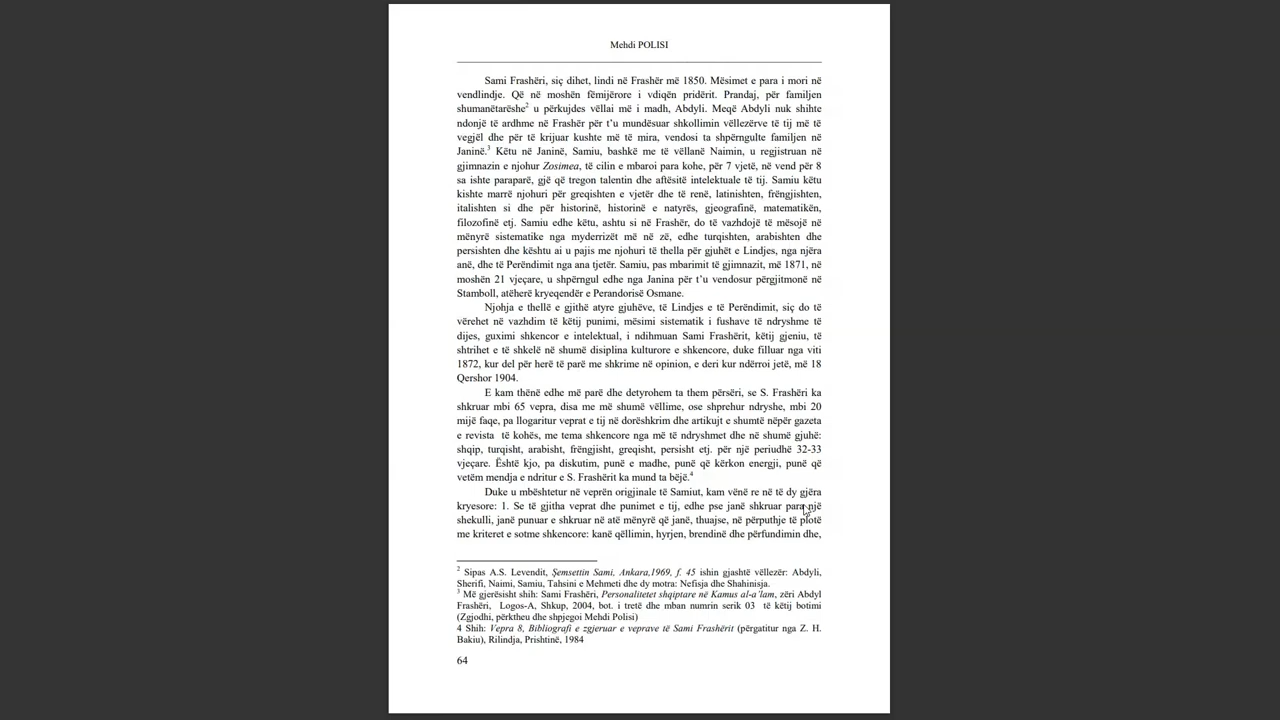 Mehdi POLISI
Sami Frashëri, siç dihet, lindi në Frashër më 1850. Mësimet e para i mori në
vendlindje. Që në moshën fëmijërore i vdiqën pridërit. Prandaj, për familjen
shumanëtarëshe² u përkujdes vëllai më i madh, Abdyli. Meqë Abdyli nuk shihte
ndonjë të ardhme në Frashër për t’u mundësuar shkollimin vëllezërve të tij më të
vegjël dhe për të krijuar kushte më të mira, vendosi ta shpërngulte familjen në
Janinë.³ Këtu në Janinë, Samiu, bashkë me të vëllanë Naimin, u regjistruan në
gjimnazin e njohur Zosimea, të cilin e mbaroi para kohe, për 7 vjetë, në vend për 8
sa ishte paraparë, gjë që tregon talentin dhe aftësitë intelektuale të tij. Samiu këtu
kishte marrë njohuri për greqishten e vjetër dhe të renë, latinishten, frëngjishten,
italishten si dhe për historinë, historinë e natyrës, gjeografinë, matematikën,
filozofinë etj. Samiu edhe këtu, ashtu si në Frashër, do të vazhdojë të mësojë në
mënyrë sistematike nga myderrizët më në zë, edhe turqishten, arabishten dhe
persishten dhe kështu ai u pajis me njohuri të thella për gjuhët e Lindjes, nga njëra
anë, dhe të Perëndimit nga ana tjetër. Samiu, pas mbarimit të gjimnazit, më 1871, në
moshën 21 vjeçare, u shpërngul edhe nga Janina për t’u vendosur përgjitmonë në
Stamboll, atëherë kryeqendër e Perandorisë Osmane.
Njohja e thellë e gjithë atyre gjuhëve, të Lindjes e të Perëndimit, siç do të
vërehet në vazhdim të këtij punimi, mësimi sistematik i fushave të ndryshme të
dijes, guximi shkencor e intelektual, i ndihmuan Sami Frashërit, këtij gjeniu, të
shtrihet e të shkelë në shumë disiplina kulturore e shkencore, duke filluar nga viti
1872, kur del për herë të parë me shkrime në opinion, e deri kur ndërroi jetë, më 18
Qershor 1904.
E kam thënë edhe më parë dhe detyrohem ta them përsëri, se S. Frashëri ka
shkruar mbi 65 vepra, disa me më shumë vëllime, ose shprehur ndryshe, mbi 20
mijë faqe, pa llogaritur veprat e tij në dorëshkrim dhe artikujt e shumtë nëpër gazeta
e revista të kohës, me tema shkencore nga më të ndryshmet dhe në shumë gjuhë:
shqip, turqisht, arabisht, frëngjisht, greqisht, persisht etj. për një periudhë 32-33
vjeçare. Është kjo, pa diskutim, punë e madhe, punë që kërkon energji, punë që
vetëm mendja e ndritur e S. Frashërit ka mund ta bëjë.⁴
Duke u mbështetur në veprën origjinale të Samiut, kam vënë re në të dy gjëra
kryesore: 1. Se të gjitha veprat dhe punimet e tij, edhe pse janë shkruar para një
shekulli, janë punuar e shkruar në atë mënyrë që janë, thuajse, në përputhje të plotë
me kriteret e sotme shkencore: kanë qëllimin, hyrjen, brendinë dhe përfundimin dhe,
² Sipas A.S. Levendit, Şemsettin Sami, Ankara,1969, f. 45 ishin gjashtë vëllezër: Abdyli,
Sherifi, Naimi, Samiu, Tahsini e Mehmeti dhe dy motra: Nefisja dhe Shahinisja.
³ Më gjerësisht shih: Sami Frashëri, Personalitetet shqiptare në Kamus al-a’lam, zëri Abdyl
Frashëri, Logos-A, Shkup, 2004, bot. i tretë dhe mban numrin serik 03 të këtij botimi
(Zgjodhi, përktheu dhe shpjegoi Mehdi Polisi)
4 Shih: Vepra 8, Bibliografi e zgjeruar e veprave të Sami Frashërit (përgatitur nga Z. H.
Bakiu), Rilindja, Prishtinë, 1984
64